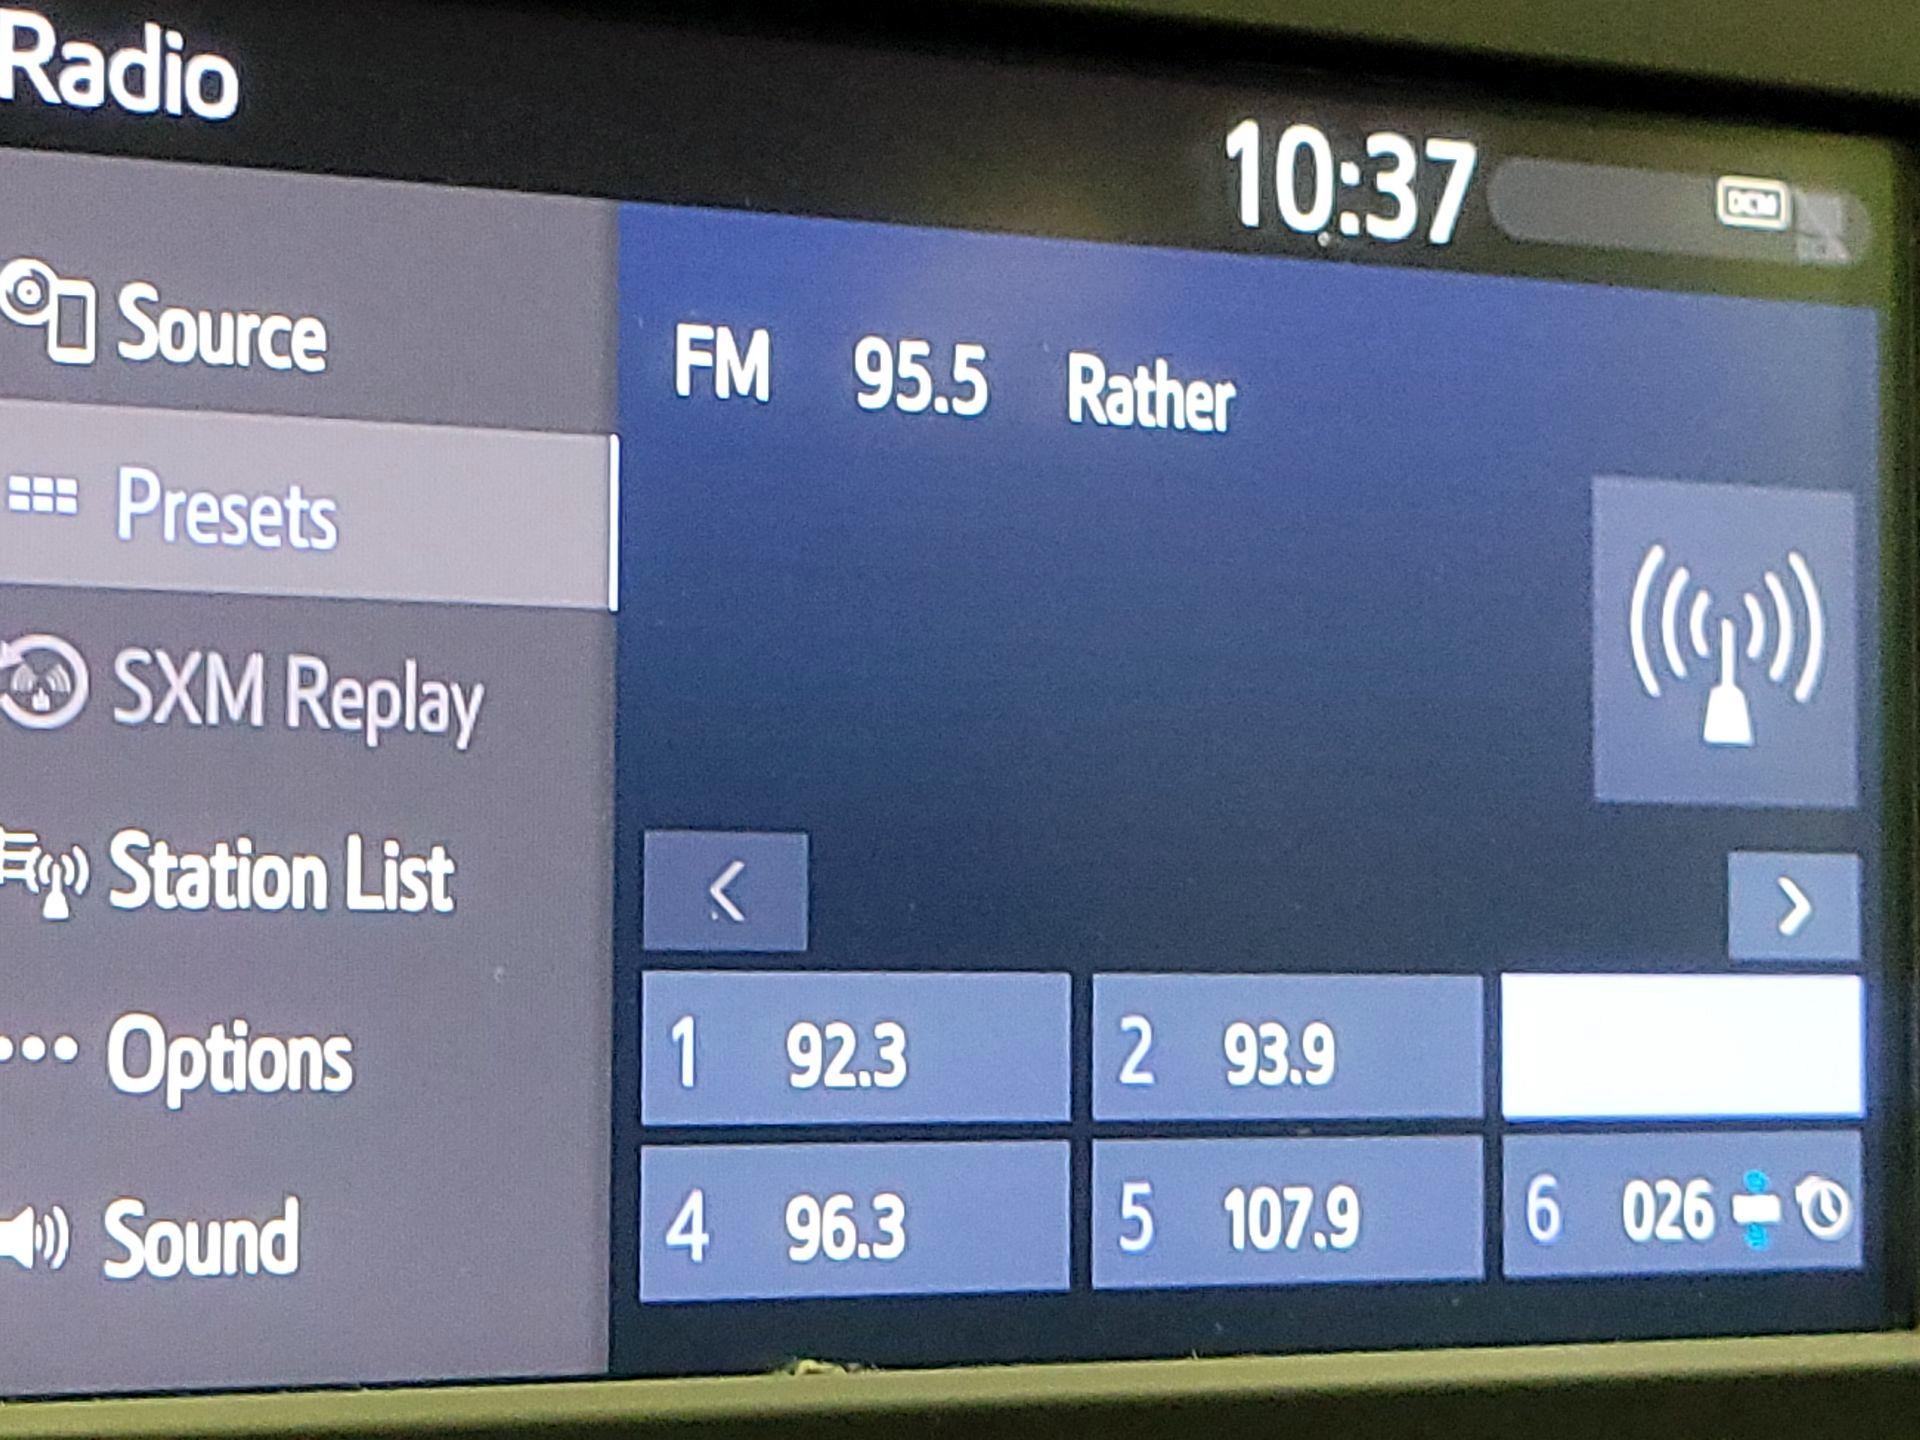 Radio
10:37 DCM
Source
FM 95.5 Rather
Presets
SXM Replay
Station List
< >
Options
1 92.3 2 93.9
Sound
4 96.3 5 107.9 6 026